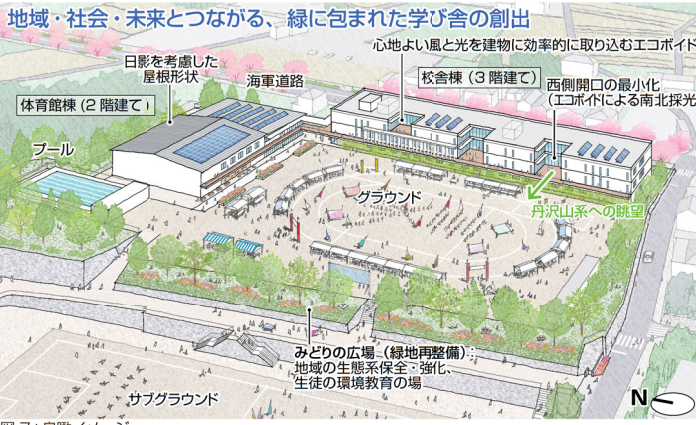 地域・社会・未来とつながる、緑に包まれた学び舎の創出
心地よい風と光を建物に効率的に取り込むエコボイド
日影を考慮した
屋根形状
海軍道路
校舎棟(3階建て)
西側開口の最小化
(エコボイドによる南北採光
体育館棟(2階建て)
プール
グラウンド
丹沢山系への眺望
みどりの広場(緑地再整備):
地域の生態系保全・強化、
生徒の環境教育の場
サブグラウンド
N